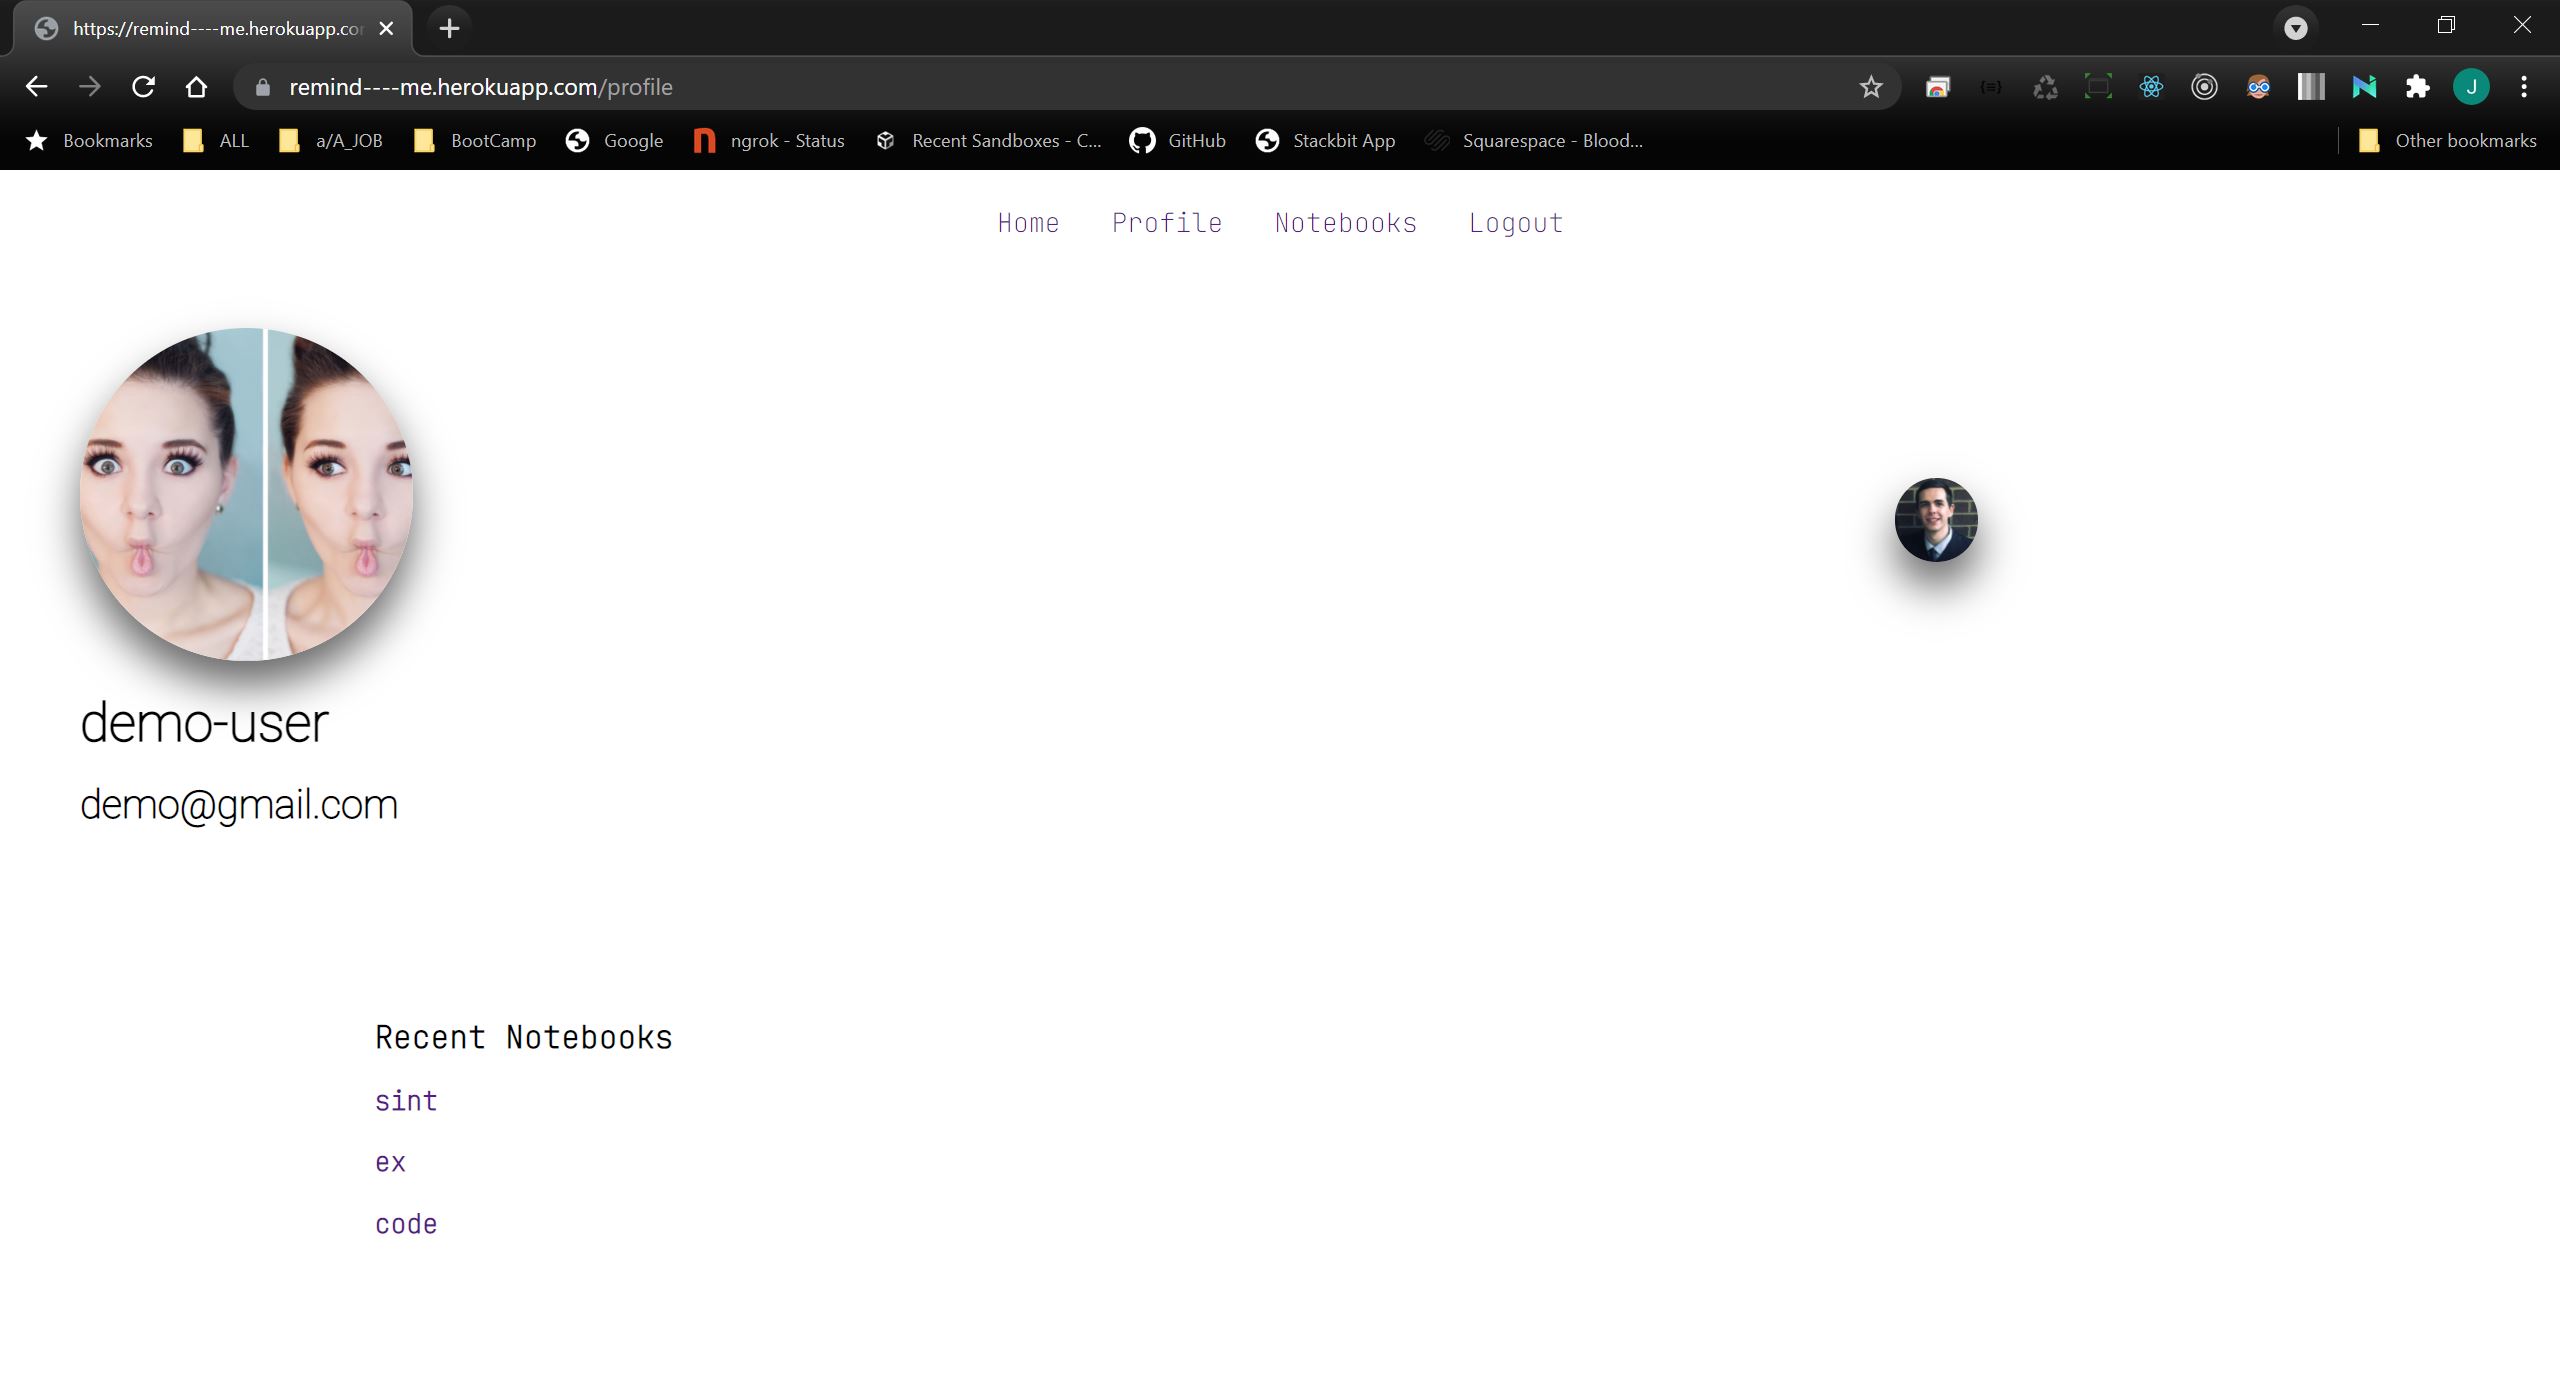 https://remind----me.herokuapp.co
remind----me.herokuapp.com/profile
{≡}
J
Bookmarks ALL a/A_JOB BootCamp Google ngrok - Status Recent Sandboxes - C... GitHub Stackbit App Squarespace - Blood... Other bookmarks
Home Profile Notebooks Logout
demo-user
demo@gmail.com
Recent Notebooks
sint
ex
code